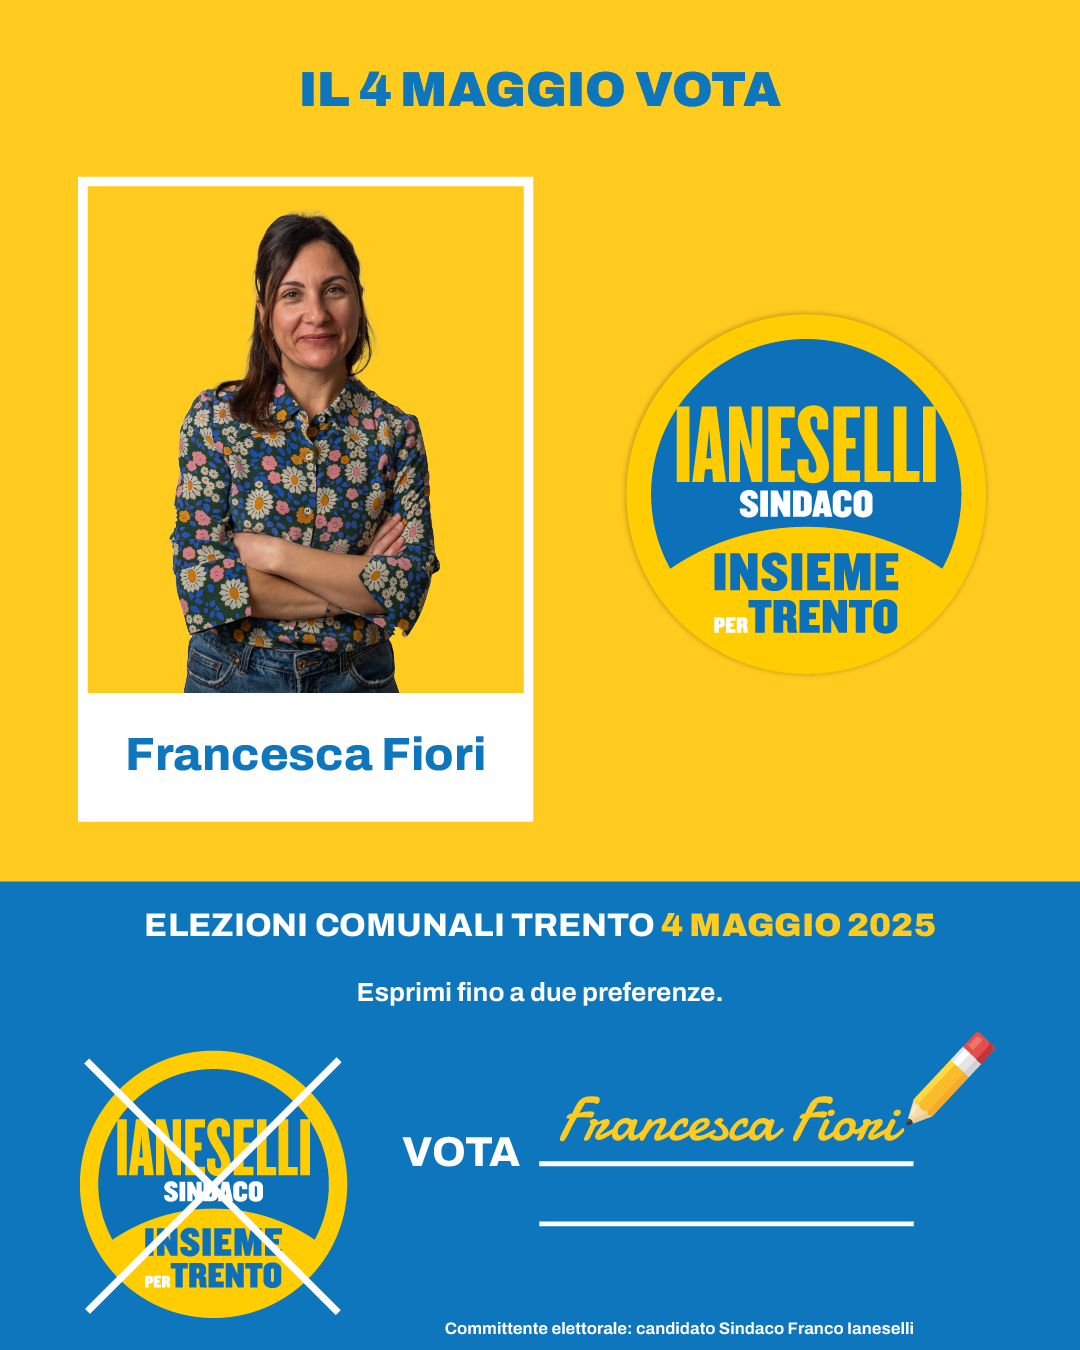 IL 4 MAGGIO VOTA
IANESELLI
SINDACO
INSIEME
PER TRENTO
Francesca Fiori
ELEZIONI COMUNALI TRENTO 4 MAGGIO 2025
Esprimi fino a due preferenze.
IANESELLI
SINDACO
INSIEME
PER TRENTO
VOTA
Francesca Fiori
Committente elettorale: candidato Sindaco Franco Ianeselli